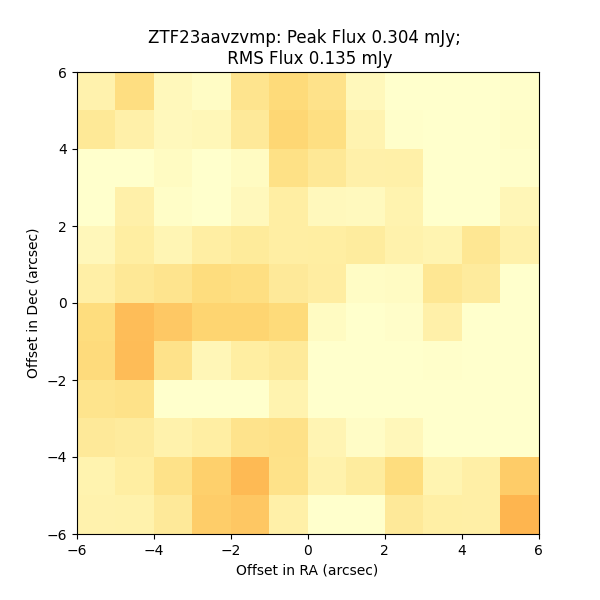 ZTF23aavzvmp: Peak Flux 0.304 mJy;
RMS Flux 0.135 mJy
6
4
2
0
−2
−4
−6
Offset in Dec (arcsec)
−6 −4 −2 0 2 4 6
Offset in RA (arcsec)